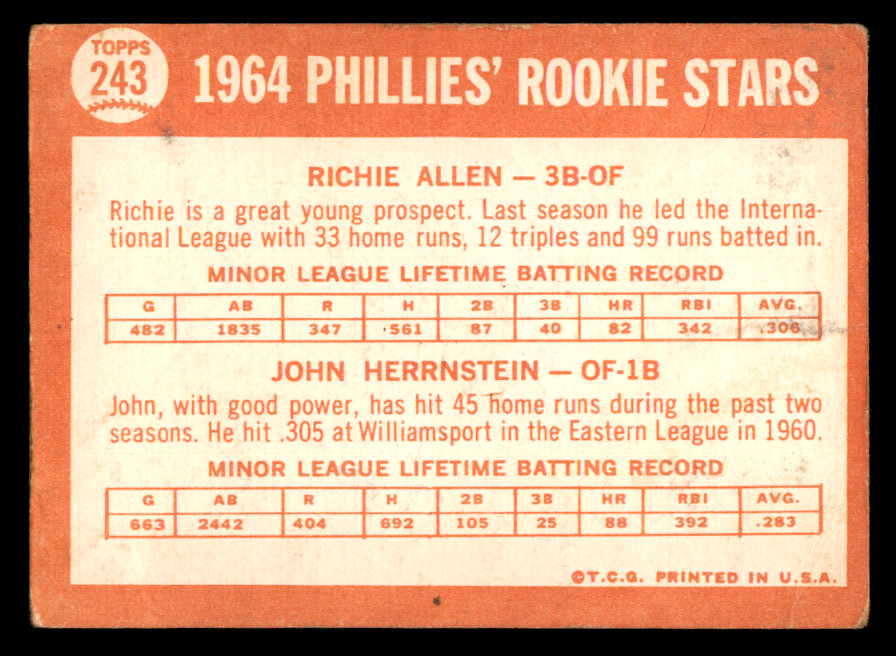 TOPPS
243
1964 PHILLIES' ROOKIE STARS
RICHIE ALLEN — 3B-OF
Richie is a great young prospect. Last season he led the Interna-
tional League with 33 home runs, 12 triples and 99 runs batted in.
MINOR LEAGUE LIFETIME BATTING RECORD
G AB R H 2B 3B HR RBI AVG.
482 1835 347 561 87 40 82 342 .306
JOHN HERRNSTEIN — OF-1B
John, with good power, has hit 45 home runs during the past two
seasons. He hit .305 at Williamsport in the Eastern League in 1960.
MINOR LEAGUE LIFETIME BATTING RECORD
G AB R H 2B 3B HR RBI AVG.
663 2442 404 692 105 25 88 392 .283
©T.C.G. PRINTED IN U.S.A.